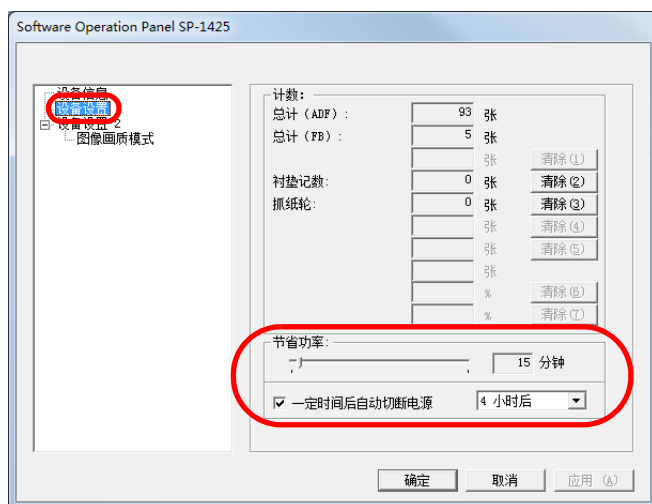 Software Operation Panel SP-1425
设备信息
设备设置
设备设置 2
图像画质模式
计数:
总计 (ADF) : 93 张
总计 (FB) : 5 张
张 清除(1)
衬垫记数: 0 张 清除(2)
抓纸轮: 0 张 清除(3)
张 清除(4)
张 清除(5)
张
% 清除(6)
% 清除(7)
节省功率:
15 分钟
一定时间后自动切断电源 4 小时后
确定 取消 应用 (A)